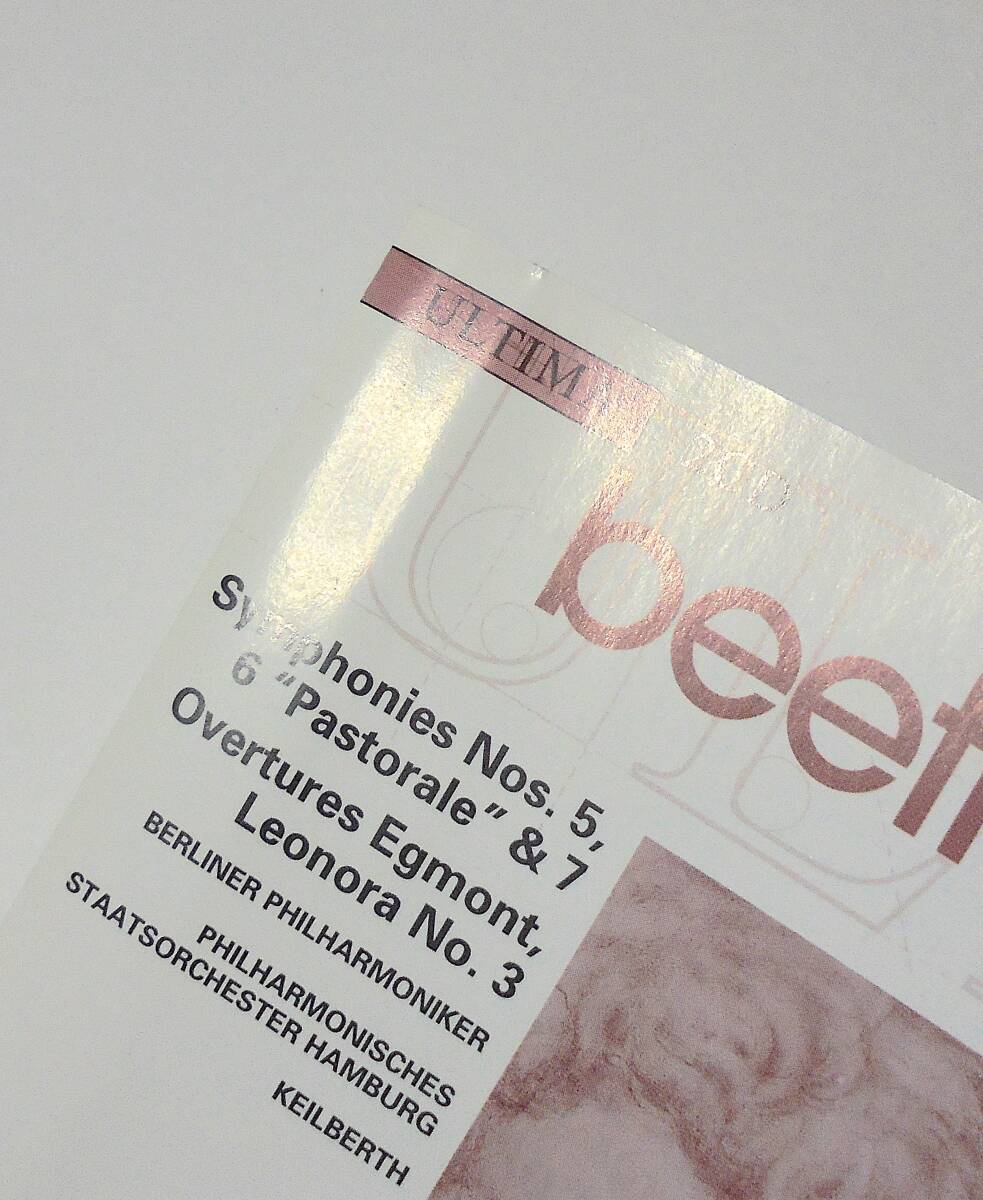 ULTIMA
2CD
beet
Symphonies Nos. 5,
6 “Pastorale” & 7
Overtures Egmont,
Leonora No. 3
BERLINER PHILHARMONIKER
PHILHARMONISCHES
STAATSORCHESTER HAMBURG
KEILBERTH